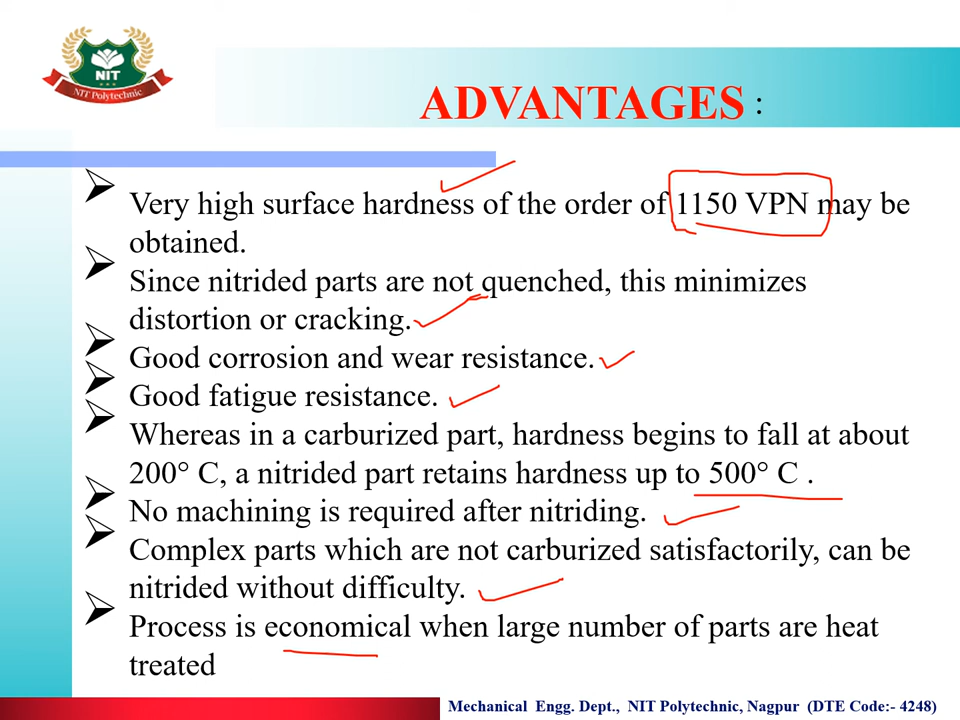 NIT
NIT Polytechnic
ADVANTAGES :
➢ Very high surface hardness of the order of 1150 VPN may be
obtained.
➢ Since nitrided parts are not quenched, this minimizes
distortion or cracking.
➢ Good corrosion and wear resistance.
➢ Good fatigue resistance.
➢ Whereas in a carburized part, hardness begins to fall at about
200° C, a nitrided part retains hardness up to 500° C .
➢ No machining is required after nitriding.
➢ Complex parts which are not carburized satisfactorily, can be
nitrided without difficulty.
➢ Process is economical when large number of parts are heat
treated
Mechanical Engg. Dept., NIT Polytechnic, Nagpur (DTE Code:- 4248)